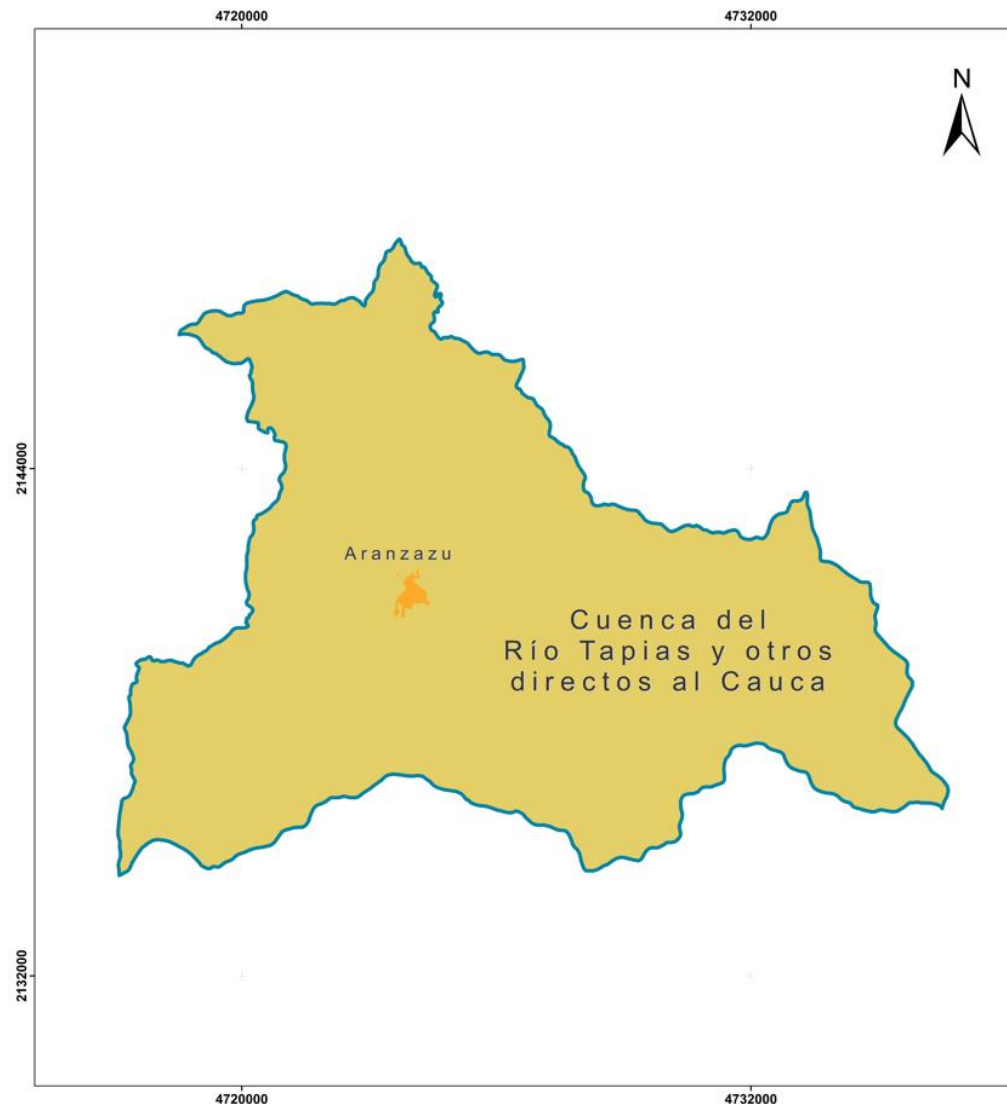 4720000 4732000
N
2144000
Aranzazu
Cuenca del
Río Tapias y otros
directos al Cauca
2132000
4720000 4732000